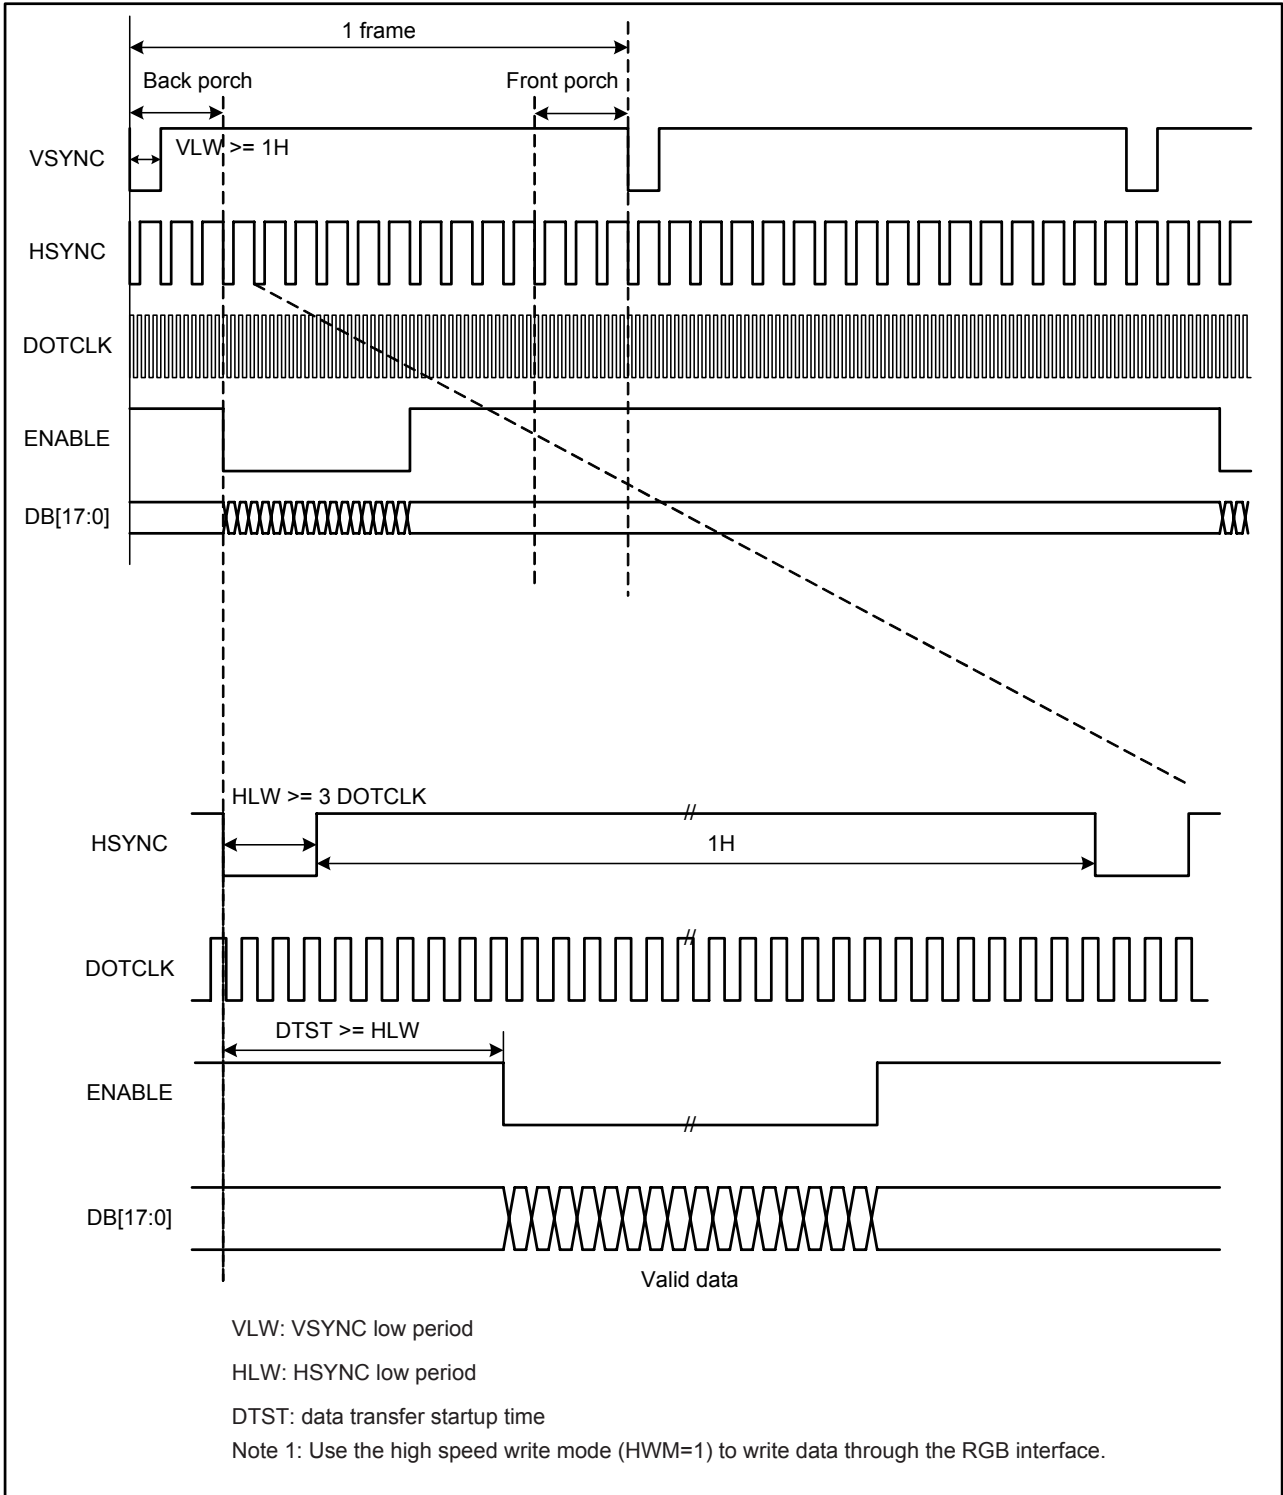 1 frame
Back porch
Front porch
VLW >= 1H
VSYNC
HSYNC
DOTCLK
ENABLE
DB[17:0]
HLW >= 3 DOTCLK
//
HSYNC
1H
//
DOTCLK
DTST >= HLW
ENABLE
//
DB[17:0]
Valid data
VLW: VSYNC low period
HLW: HSYNC low period
DTST: data transfer startup time
Note 1: Use the high speed write mode (HWM=1) to write data through the RGB interface.